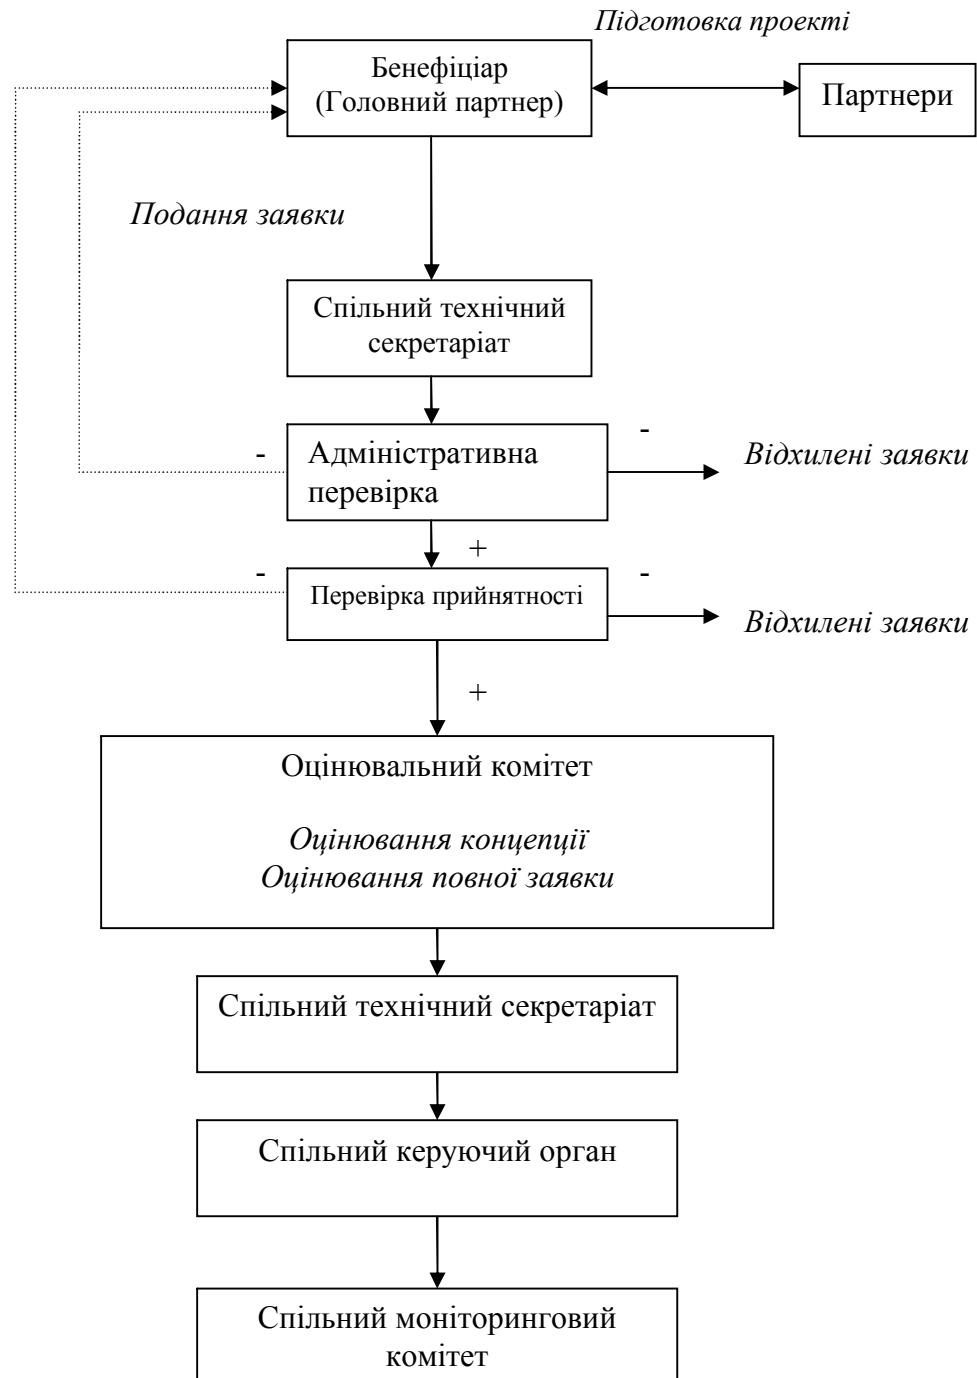 Підготовка проекті
Бенефіціар
(Головний партнер)
Партнери
Подання заявки
Спільний технічний
секретаріат
-
-
Адміністративна
перевірка
Відхилені заявки
+
-
-
Перевірка прийнятності
Відхилені заявки
+
Оцінювальний комітет
Оцінювання концепції
Оцінювання повної заявки
Спільний технічний секретаріат
Спільний керуючий орган
Спільний моніторинговий
комітет